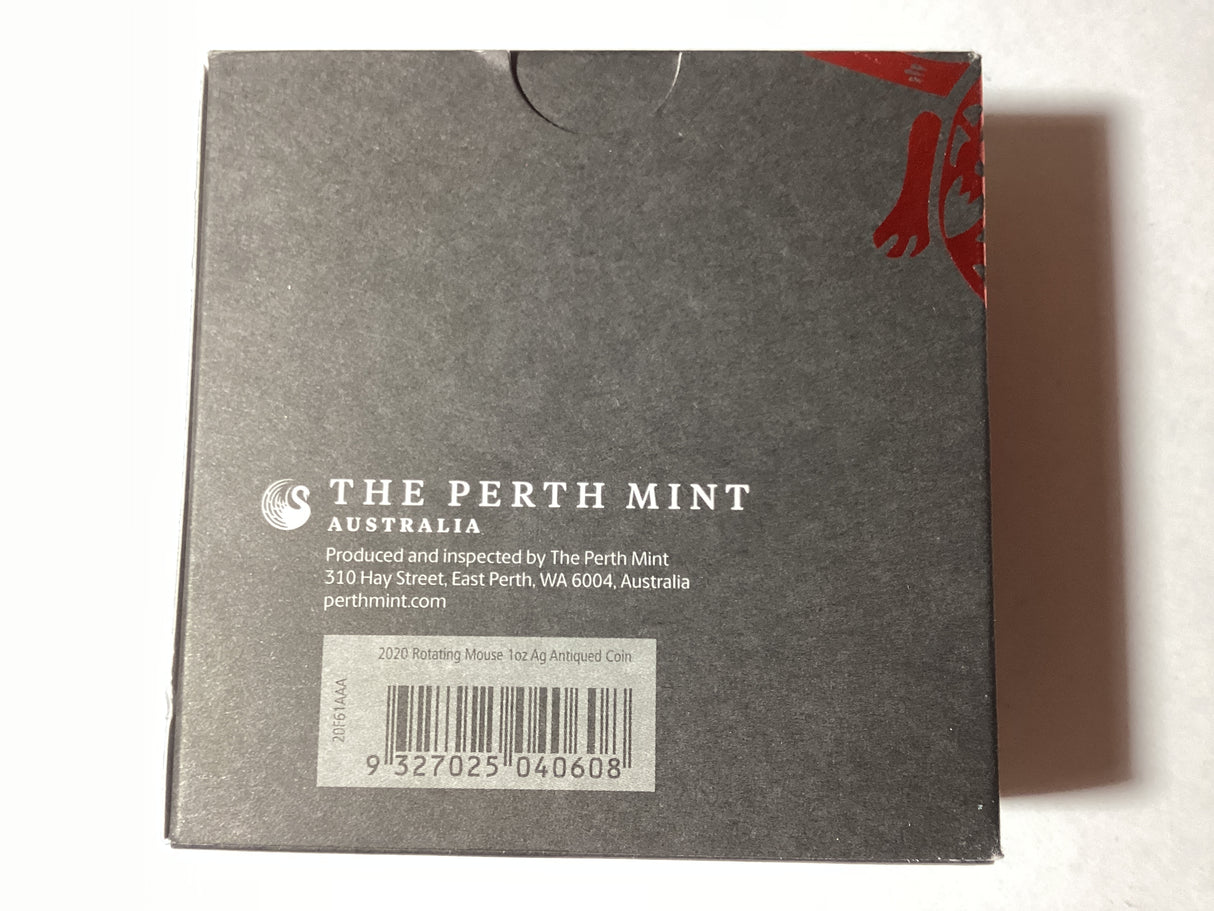 THE PERTH MINT
AUSTRALIA
Produced and inspected by The Perth Mint
310 Hay Street, East Perth, WA 6004, Australia
perthmint.com
2020 Rotating Mouse 1oz Ag Antiqued Coin
20F61AAA
9 327025 040608